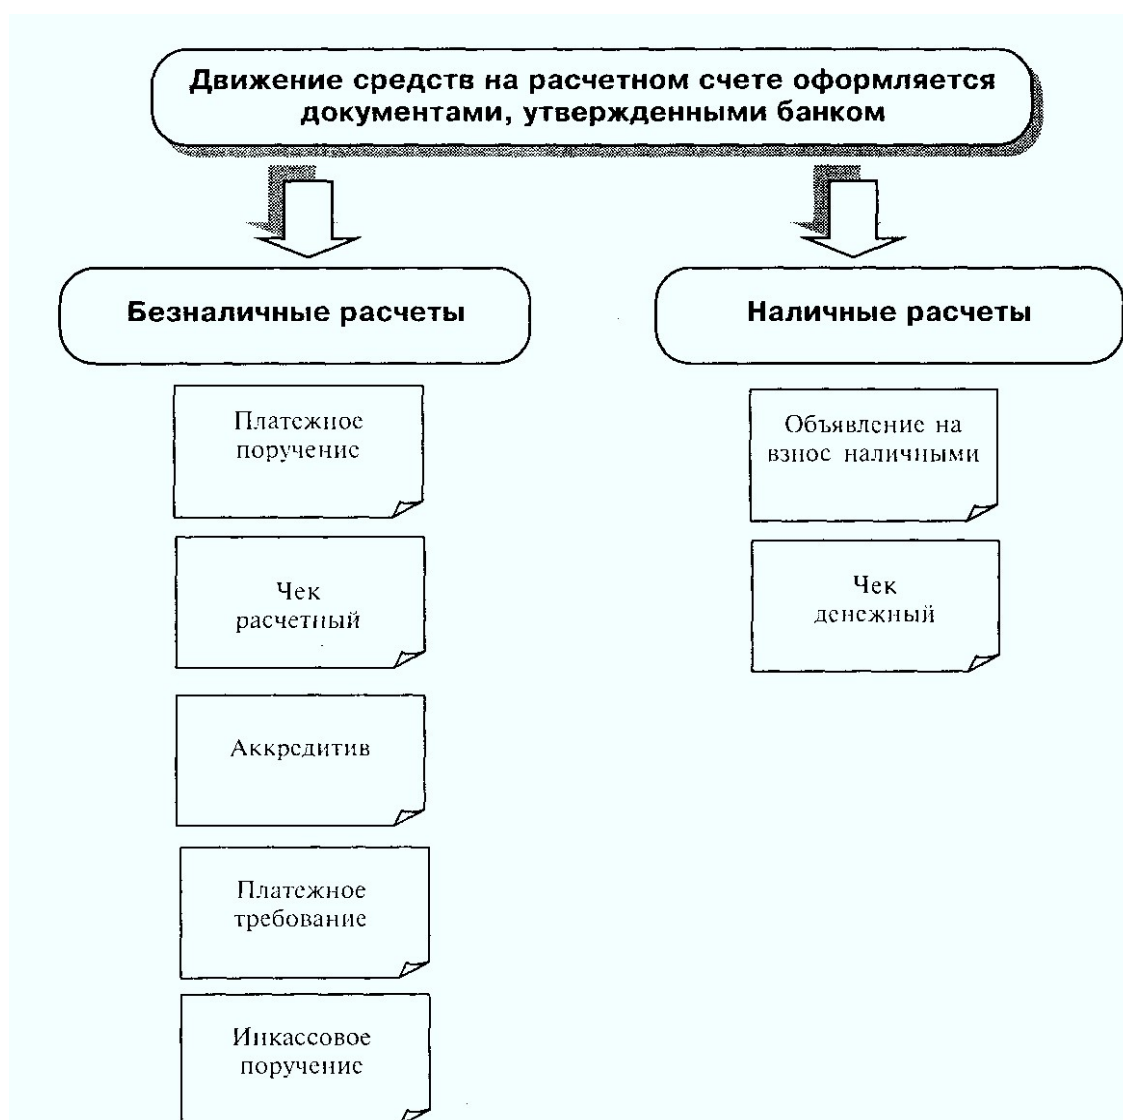 Движение средств на расчетном счете оформляется
документами, утвержденными банком
Безналичные расчеты
Наличные расчеты
Платежное
поручение
Чек
расчетный
Аккредитив
Платежное
требование
Инкассовое
поручение
Объявление на
взнос наличными
Чек
денежный